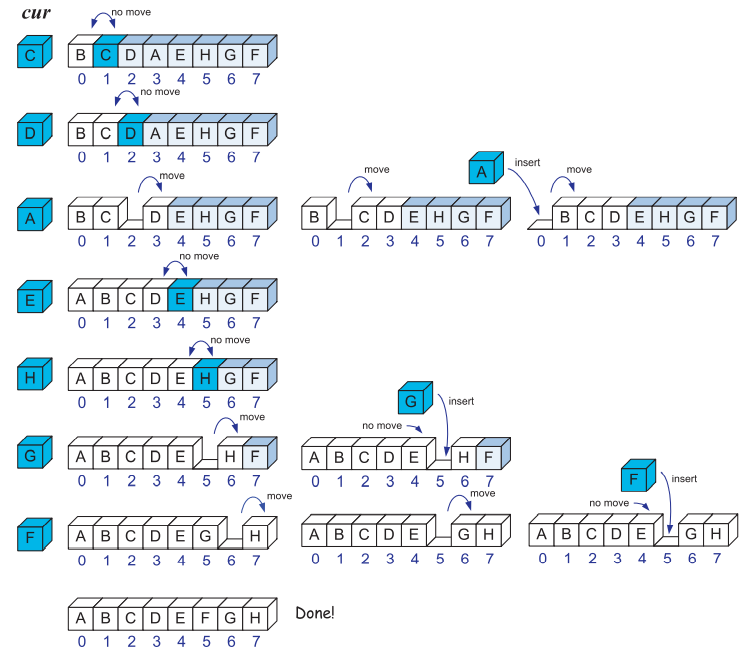 cur
no move
C
B C D A E H G F
0 1 2 3 4 5 6 7
no move
D
B C D A E H G F
0 1 2 3 4 5 6 7
move
A
B C D E H G F
0 1 2 3 4 5 6 7
move
B C D E H G F
0 1 2 3 4 5 6 7
A
insert
move
B C D E H G F
0 1 2 3 4 5 6 7
no move
E
A B C D E H G F
0 1 2 3 4 5 6 7
no move
H
A B C D E H G F
0 1 2 3 4 5 6 7
move
G
A B C D E H F
0 1 2 3 4 5 6 7
G
insert
no move
A B C D E H F
0 1 2 3 4 5 6 7
move
F
A B C D E G H
0 1 2 3 4 5 6 7
move
A B C D E G H
0 1 2 3 4 5 6 7
F
insert
no move
A B C D E G H
0 1 2 3 4 5 6 7
A B C D E F G H
0 1 2 3 4 5 6 7
Done!